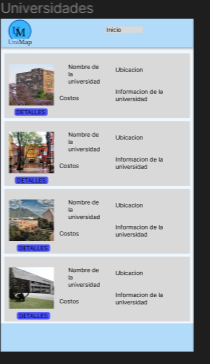 Universidades
UM
UniMap
Inicio
Nombre de
la
universidad
Ubicacion
Costos
Informacion de la
universidad
DETALLES
Nombre de
la
universidad
Ubicacion
Costos
Informacion de la
universidad
DETALLES
Nombre de
la
universidad
Ubicacion
Costos
Informacion de la
universidad
DETALLES
Nombre de
la
universidad
Ubicacion
Costos
Informacion de la
universidad
DETALLES